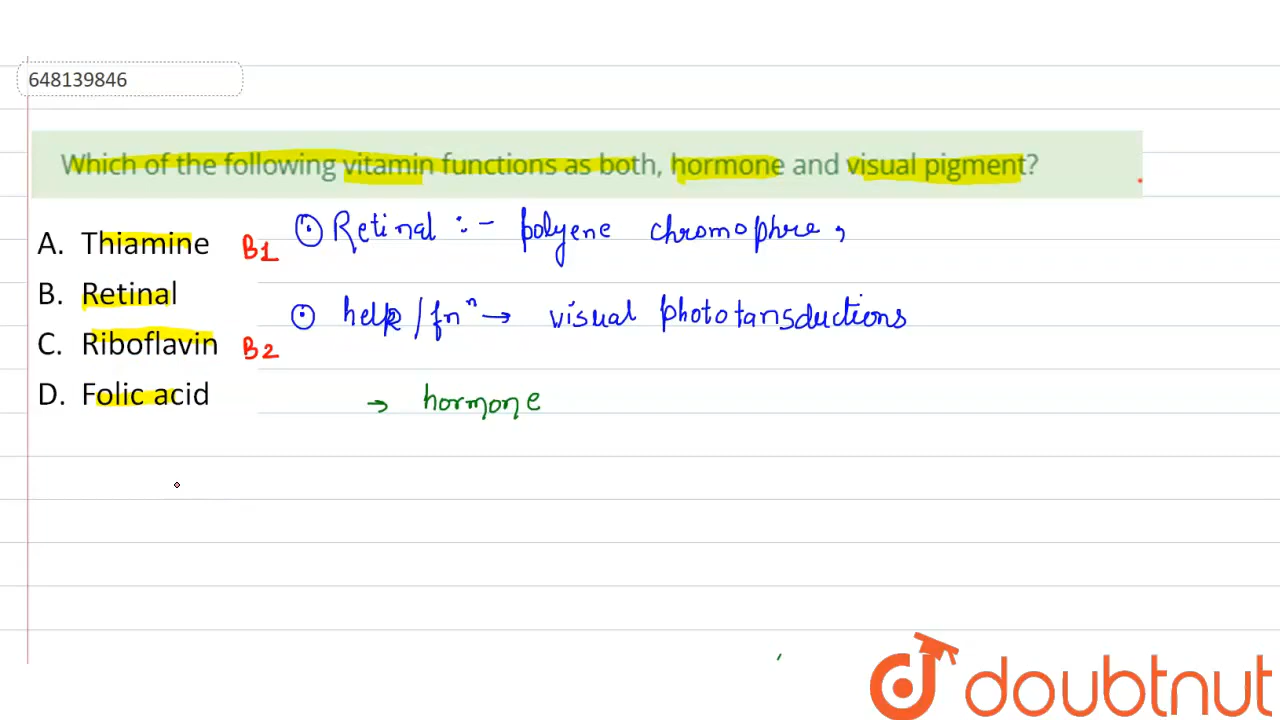 648139846
Which of the following vitamin functions as both, hormone and visual pigment?
A. Thiamine B1
B. Retinal
C. Riboflavin B2
D. Folic acid
Retinal :- polyene chromophre,
help/fnⁿ → visual phototansductions
→ hormone
doubtnut